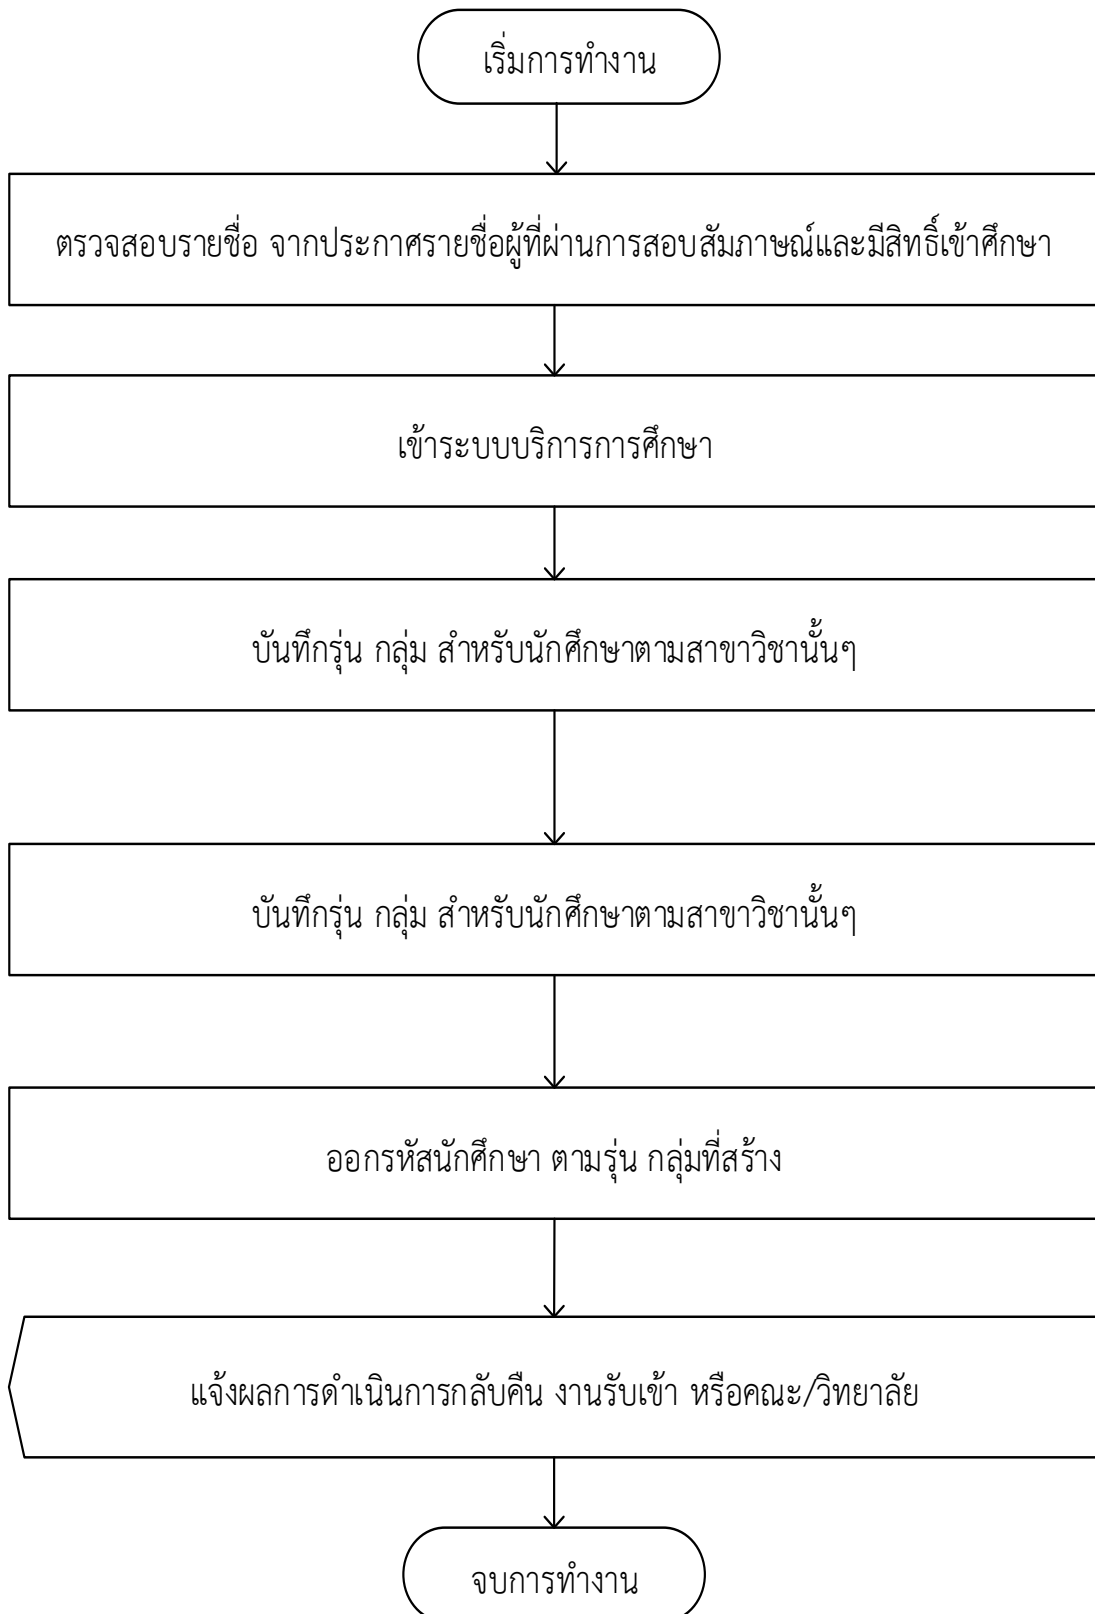 เริ่มการทำงาน
ตรวจสอบรายชื่อ จากประกาศรายชื่อผู้ที่ผ่านการสอบสัมภาษณ์และมีสิทธิ์เข้าศึกษา
เข้าระบบบริการการศึกษา
บันทึกรุ่น กลุ่ม สำหรับนักศึกษาตามสาขาวิชานั้นๆ
บันทึกรุ่น กลุ่ม สำหรับนักศึกษาตามสาขาวิชานั้นๆ
ออกรหัสนักศึกษา ตามรุ่น กลุ่มที่สร้าง
แจ้งผลการดำเนินการกลับคืน งานรับเข้า หรือคณะ/วิทยาลัย
จบการทำงาน